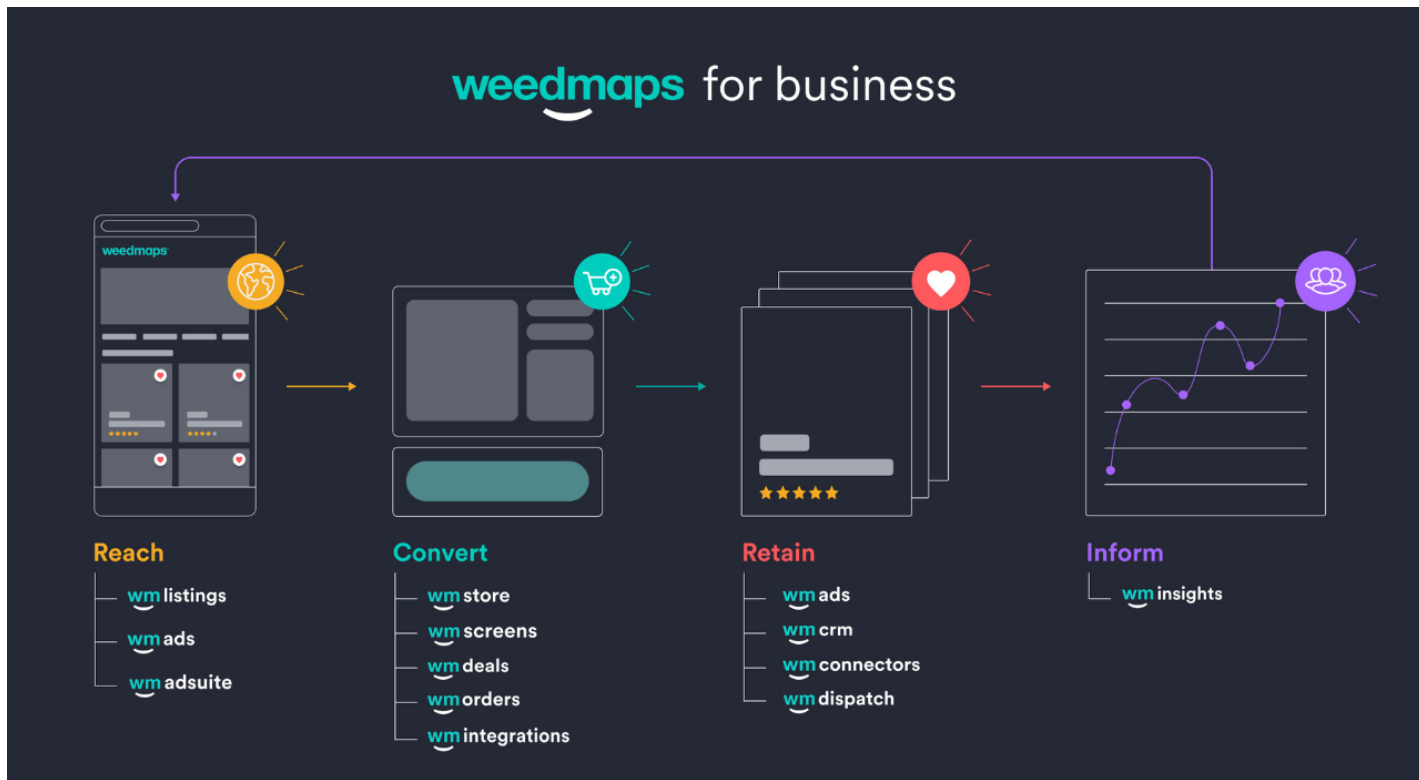 weedmaps for business
weedmaps
Reach
wm listings
wm ads
wm adsuite
Convert
wm store
wm screens
wm deals
wm orders
wm integrations
Retain
wm ads
wm crm
wm connectors
wm dispatch
Inform
wm insights